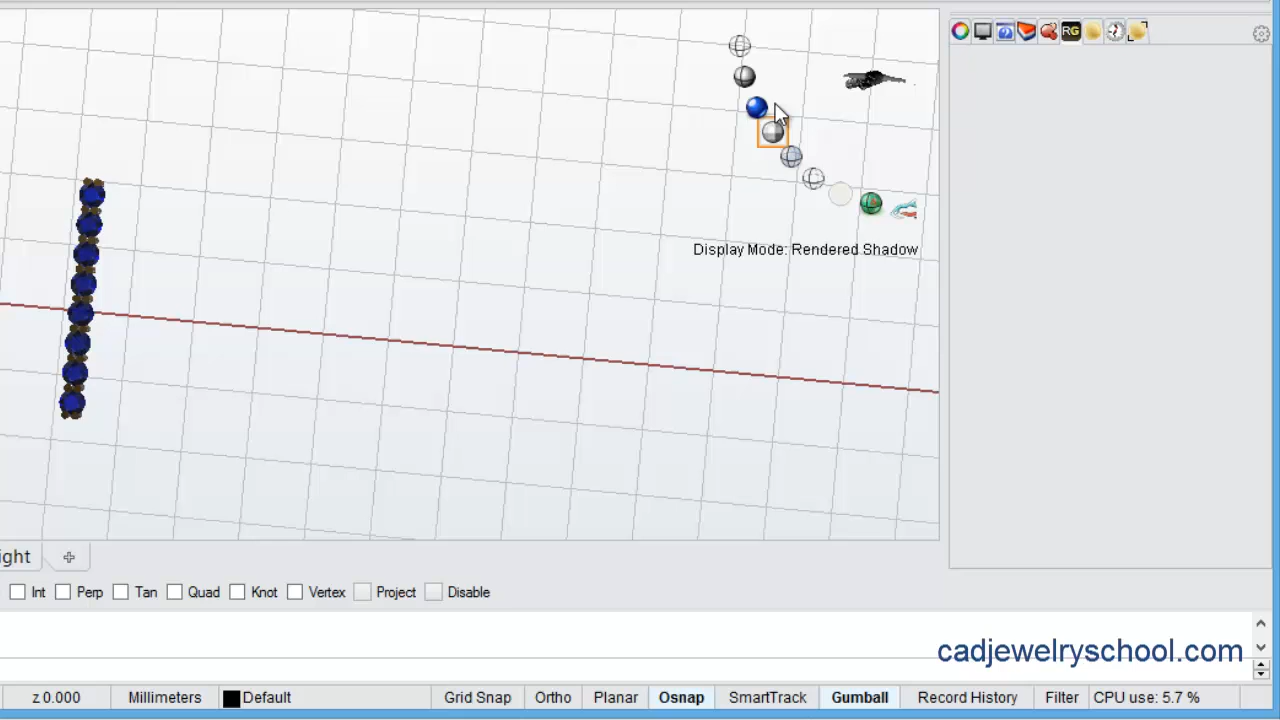 RG
Display Mode: Rendered Shadow
ight
Int Perp Tan Quad Knot Vertex Project Disable
cadjewelryschool.com
z 0.000 Millimeters Default Grid Snap Ortho Planar Osnap SmartTrack Gumball Record History Filter CPU use: 5.7 %